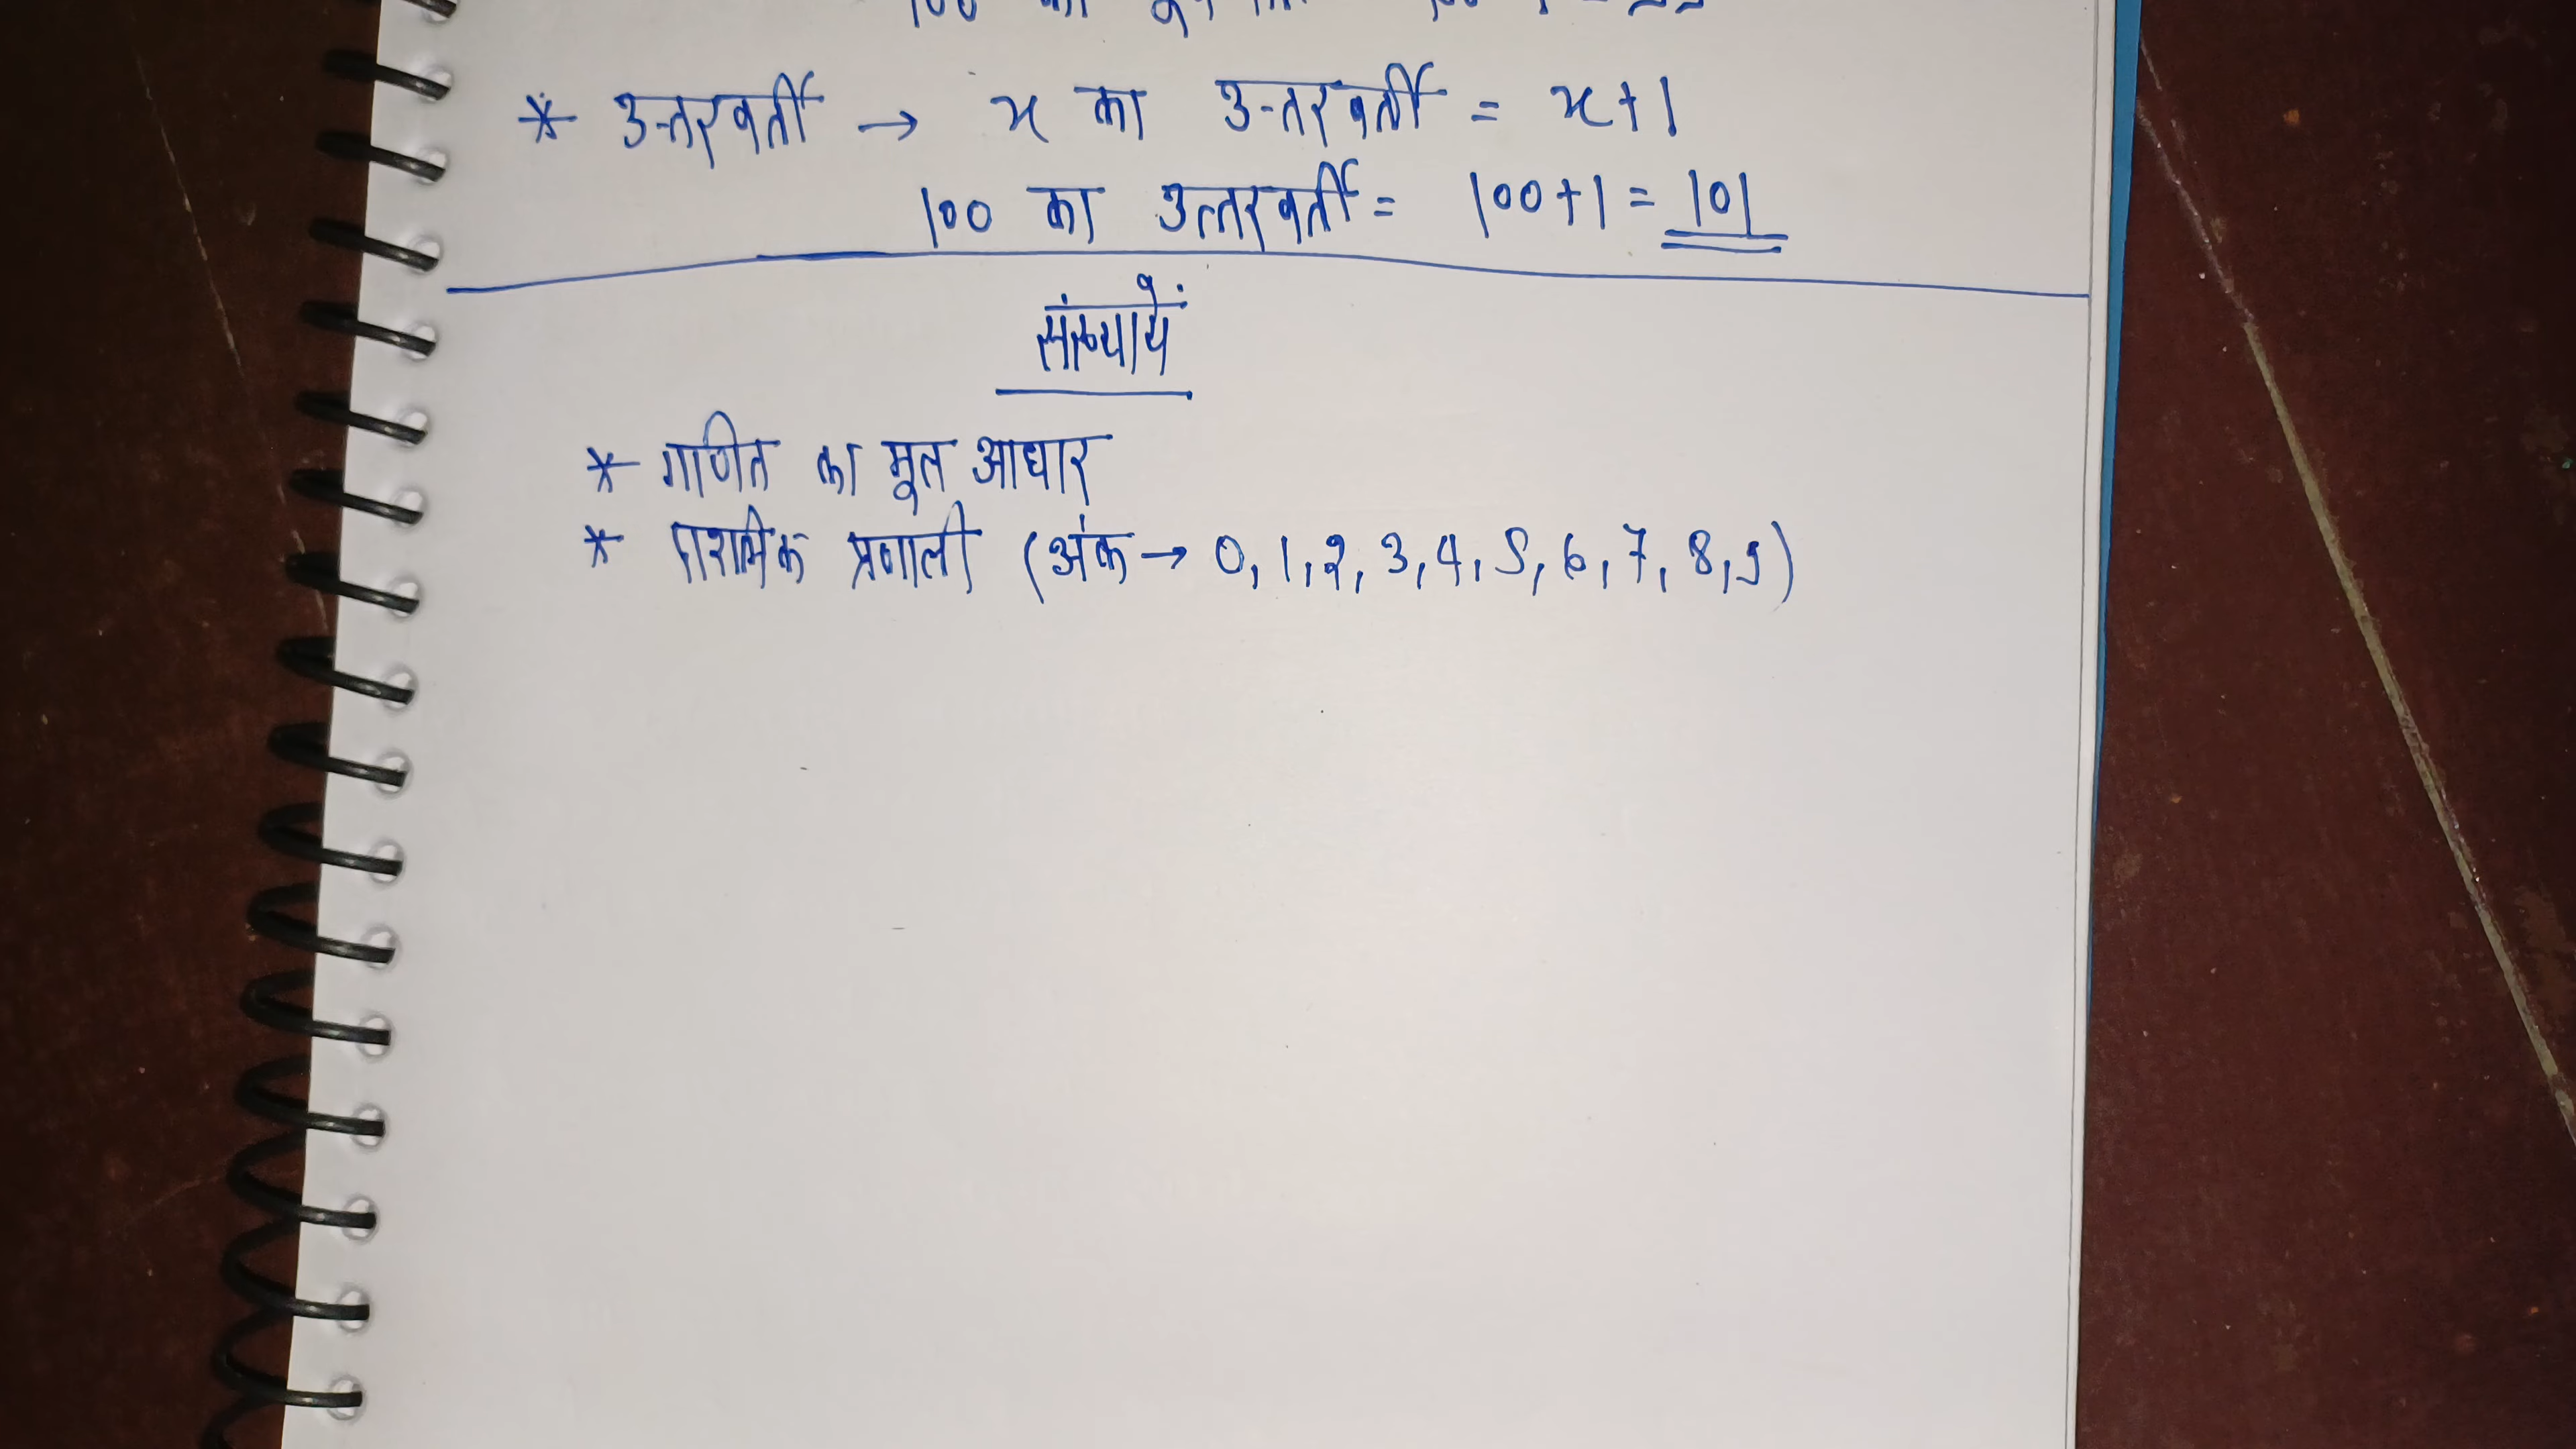 100 का
* उत्तरवर्ती → x का उत्तरवर्ती = x+1
100 का उत्तरवर्ती = 100+1 = 101
संख्यायें
* गणित का मूल आधार
* प्रणाली (अंक → 0, 1, 2, 3, 4, 5, 6, 7, 8, 9)